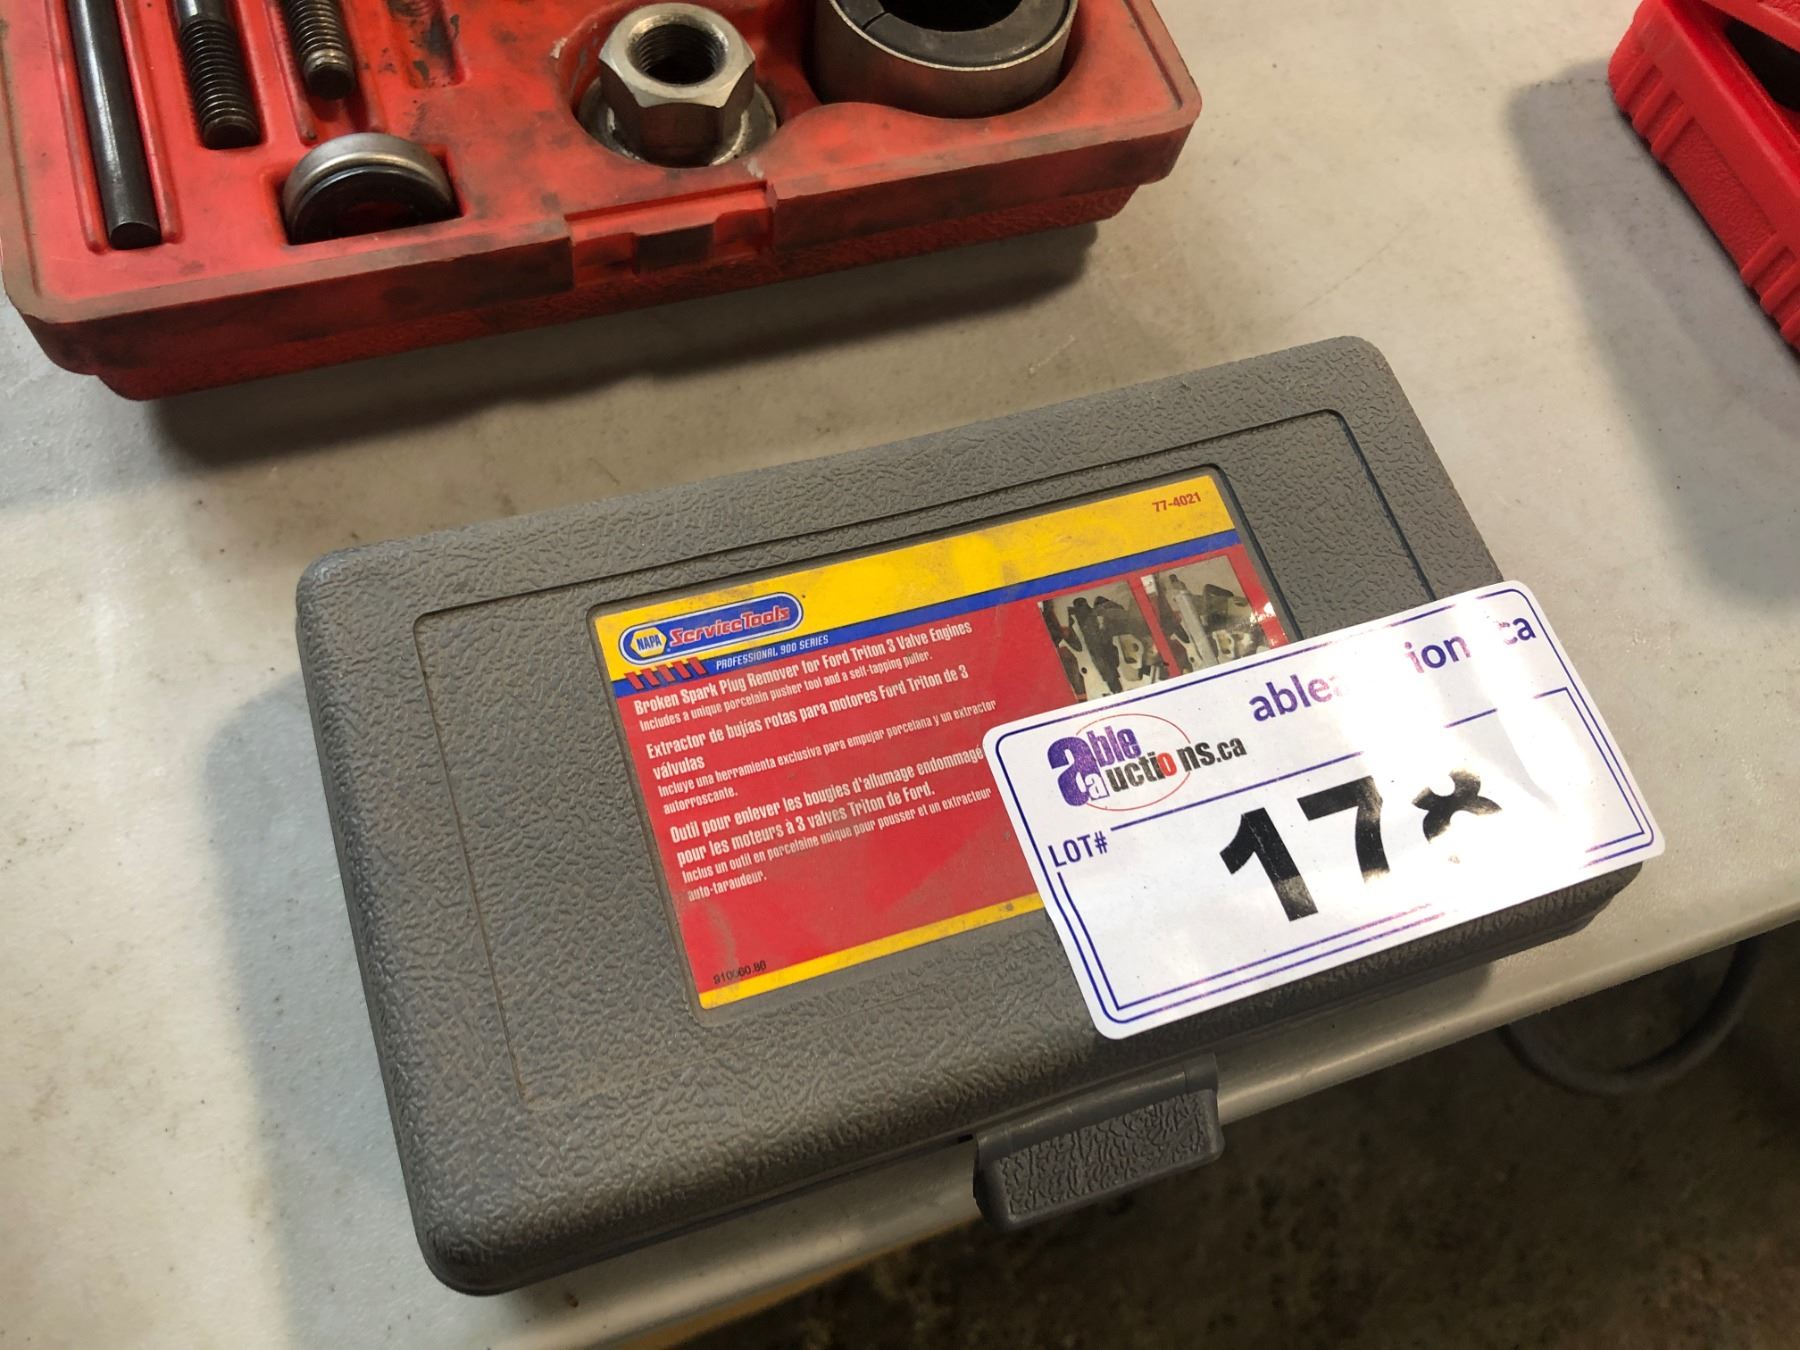 77-4021
NAPA ServiceTools
PROFESSIONAL 900 SERIES
Broken Spark Plug Remover for Ford Triton 3 Valve Engines
Includes a unique porcelain pusher tool and a self-tapping puller.
Extractor de bujías rotas para motores Ford Triton de 3
válvulas
Incluye una herramienta exclusiva para empujar porcelana y un extractor
autorroscante.
Outil pour enlever les bougies d'allumage endommagé
pour les moteurs à 3 valves Triton de Ford.
Inclus un outil en porcelaine unique pour pousser et un extracteur
auto-taraudeur.
able auctions.ca
LOT#